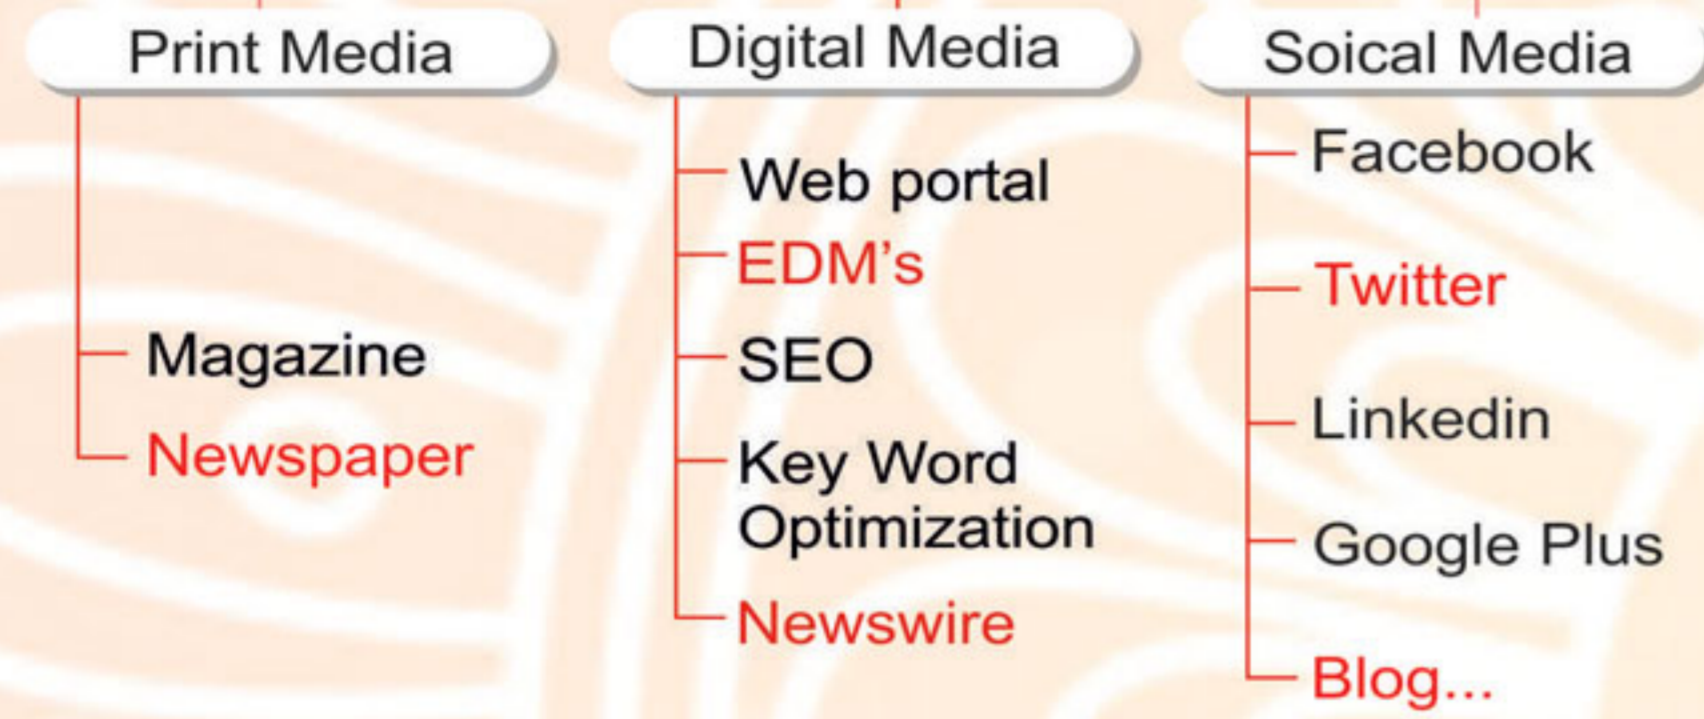 Print Media
Magazine
Newspaper
Digital Media
Web portal
EDM’s
SEO
Key Word
Optimization
Newswire
Soical Media
Facebook
Twitter
Linkedin
Google Plus
Blog...